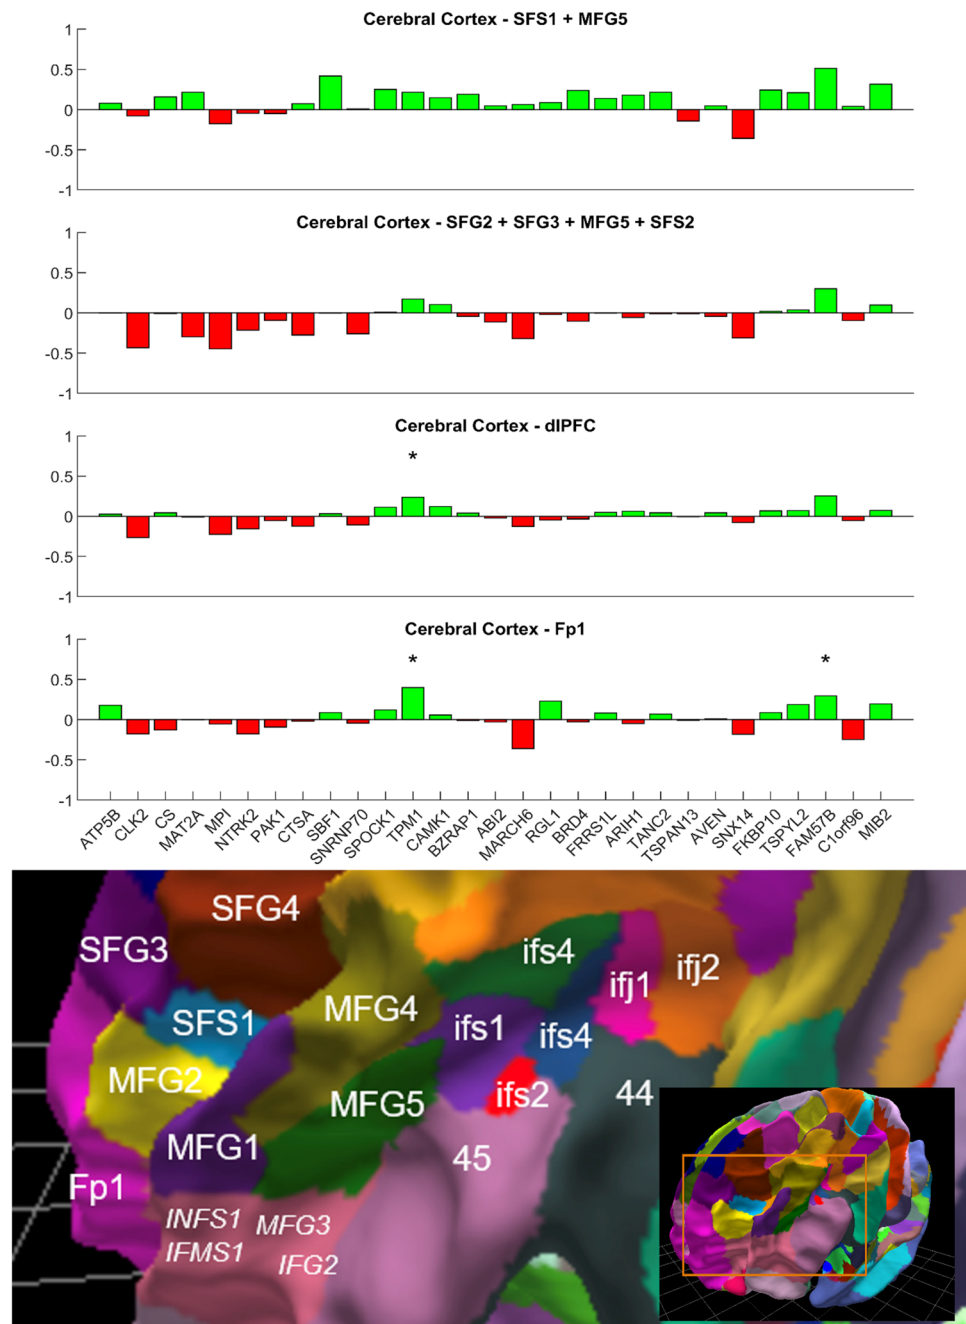 Cerebral Cortex - SFS1 + MFG5
1
0.5
0
-0.5
-1
Cerebral Cortex - SFG2 + SFG3 + MFG5 + SFS2
1
0.5
0
-0.5
-1
Cerebral Cortex - dlPFC
*
1
0.5
0
-0.5
-1
Cerebral Cortex - Fp1
* *
1
0.5
0
-0.5
-1
ATP5B CLK2 CS MAT2A MPI NTRK2 PAK1 CTSA SBF1 SNRNP70 SPOCK1 TPM1 CAMK1 BZRAP1 ABI2 MARCH6 RGL1 BRD4 FRRS1L ARIH1 TANC2 TSPAN13 AVEN SNX14 FKBP10 TSPYL2 FAM57B C1orf96 MIB2
SFG4
SFG3
ifs4
ifj1 ifj2
SFS1 MFG4 ifs1 ifs4
MFG2 MFG5 ifs2 44
MFG1 45
Fp1
INFS1 MFG3
IFMS1 IFG2